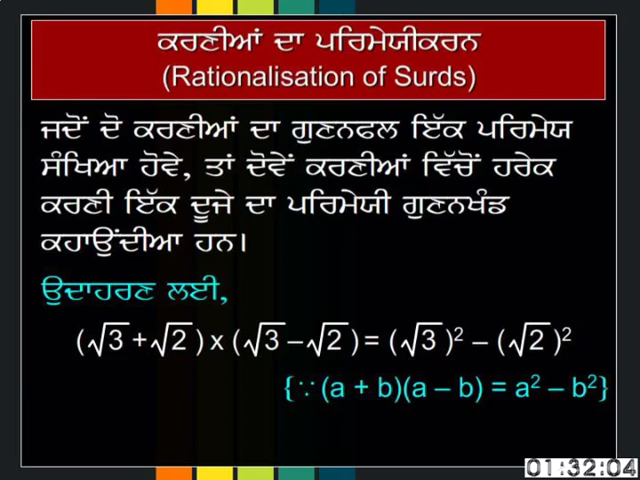 ਕਰਣੀਆਂ ਦਾ ਪਰਿਮੇਯੀਕਰਨ
(Rationalisation of Surds)
ਜਦੋਂ ਦੋ ਕਰਣੀਆਂ ਦਾ ਗੁਣਨਫਲ ਇੱਕ ਪਰਿਮੇਯ
ਸੰਖਿਆ ਹੋਵੇ, ਤਾਂ ਦੋਵੇਂ ਕਰਣੀਆਂ ਵਿੱਚੋਂ ਹਰੇਕ
ਕਰਣੀ ਇੱਕ ਦੂਜੇ ਦਾ ਪਰਿਮੇਯੀ ਗੁਣਨਖੰਡ
ਕਹਾਉਂਦੀਆ ਹਨ।
ਉਦਾਹਰਣ ਲਈ,
(√3 + √2) x (√3 – √2) = (√3)² – (√2)²
{∵ (a + b)(a – b) = a² – b²}
01:32:04